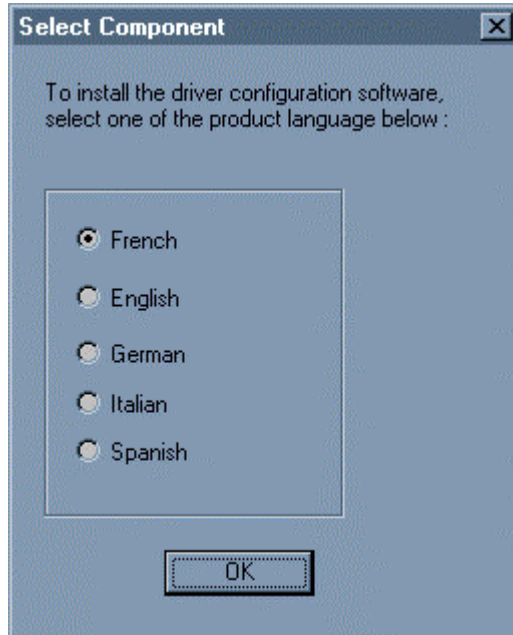 Select Component
To install the driver configuration software,
select one of the product language below :
French
English
German
Italian
Spanish
OK